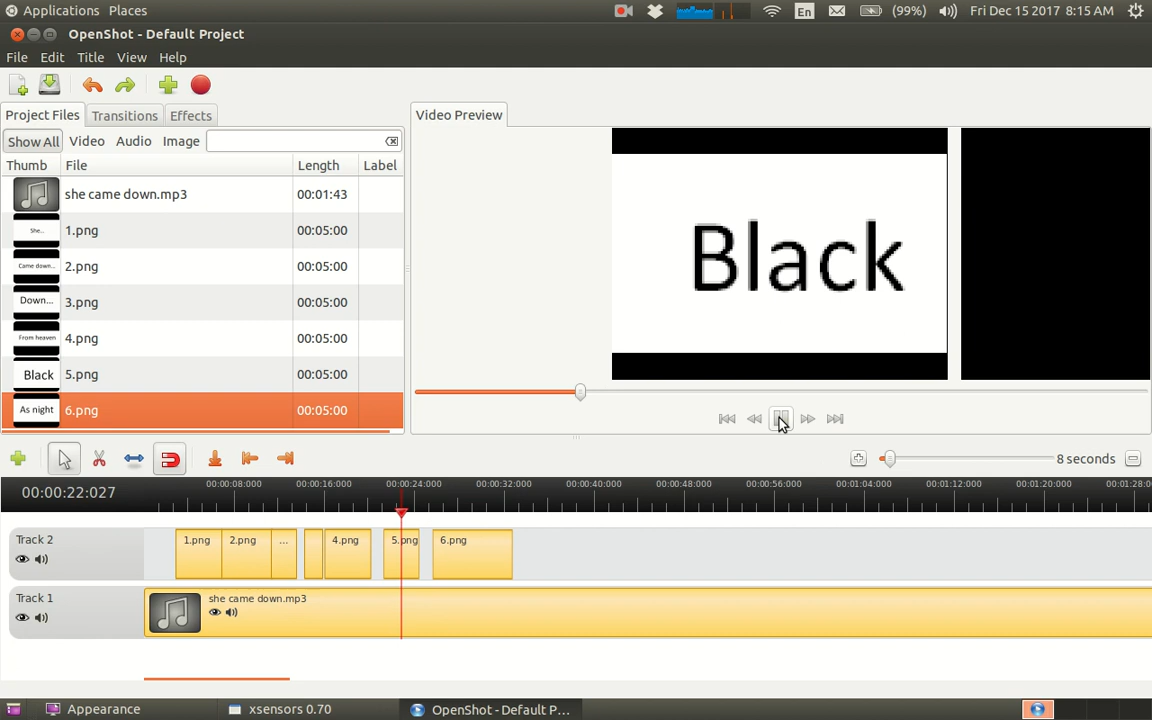 Applications Places
En (99%) Fri Dec 15 2017 8:15 AM
OpenShot - Default Project
File Edit Title View Help
Project Files Transitions Effects
Video Preview
Show All Video Audio Image
Thumb File Length Label
she came down.mp3 00:01:43
She... 1.png 00:05:00
Came down... 2.png 00:05:00
Down... 3.png 00:05:00
From heaven 4.png 00:05:00
Black 5.png 00:05:00
As night 6.png 00:05:00
Black
8 seconds
00:00:22:027
00:00:08:000 00:00:16:000 00:00:24:000 00:00:32:000 00:00:40:000 00:00:48:000 00:00:56:000 00:01:04:000 00:01:12:000 00:01:20:000 00:01:28:0
Track 2
1.png 2.png ... 4.png 5.png 6.png
Track 1
she came down.mp3
Appearance xsensors 0.70 OpenShot - Default P...